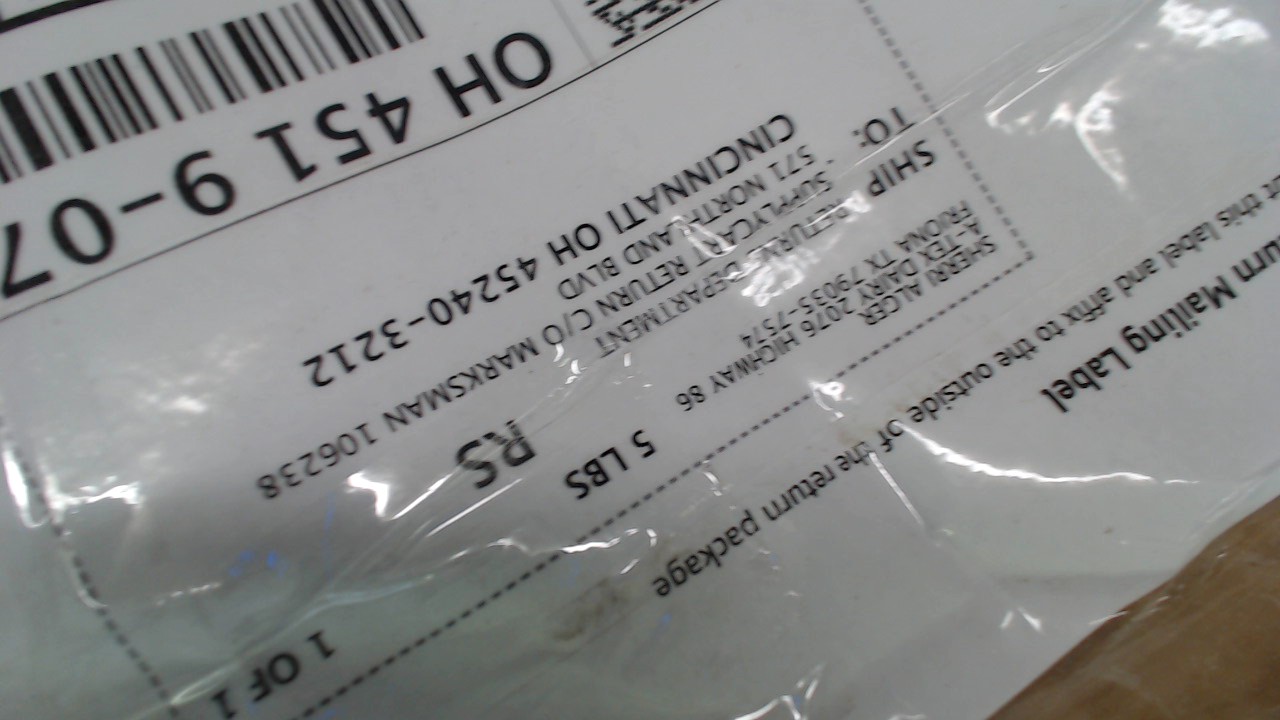 urn Mailing Label
t this label and affix to the outside of the return package
SHERRI ALGER
A-TEX DAIRY 2076 HIGHWAY 86
FRIONA TX 79035-7574
5 LBS
1 OF 1
RS
SHIP
TO:
RETURNS DEPARTMENT
SUPPLYCART RETURN C/O MARKSMAN 106238
571 NORTHLAND BLVD
CINCINNATI OH 45240-3212
OH 451 9-07